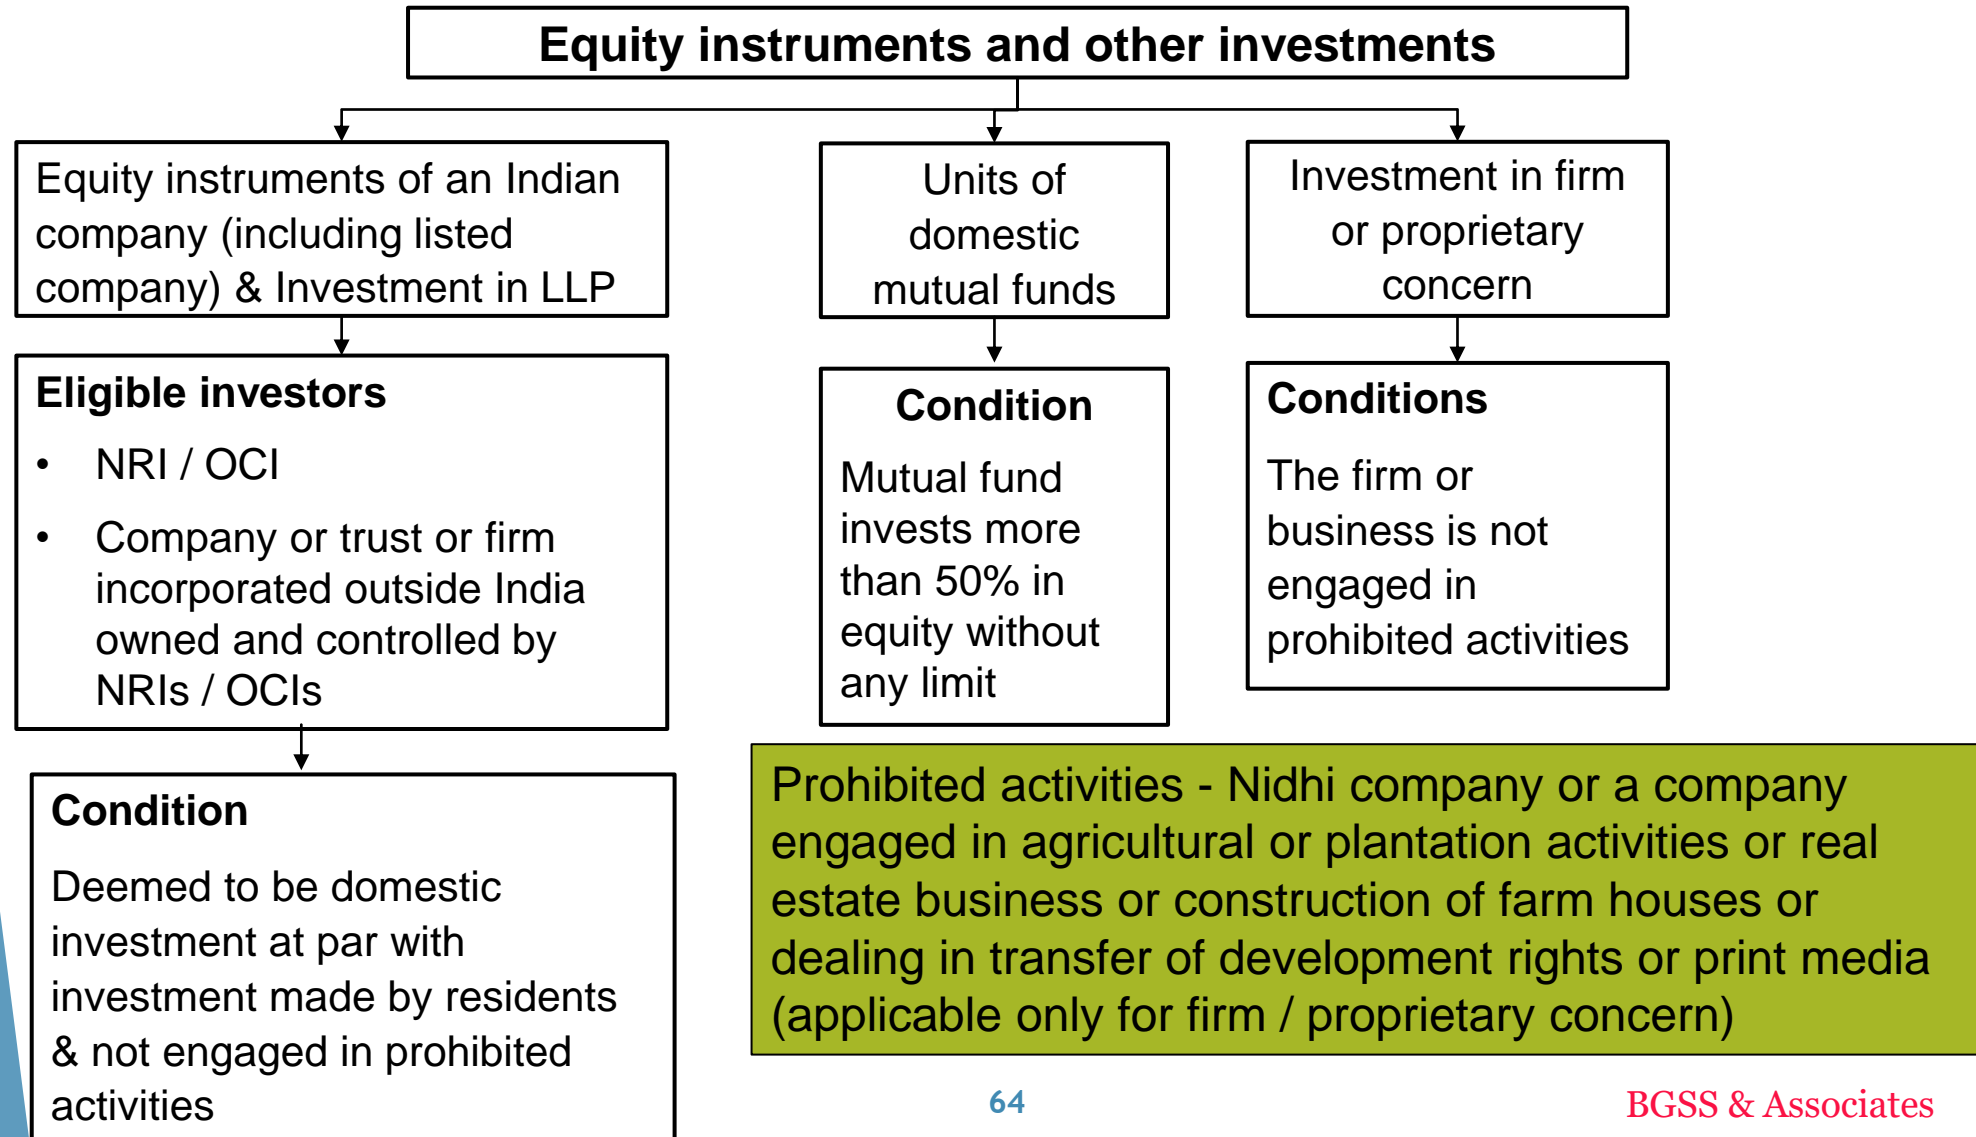 Equity instruments and other investments
Equity instruments of an Indian
company (including listed
company) & Investment in LLP
Eligible investors
• NRI / OCI
• Company or trust or firm
incorporated outside India
owned and controlled by
NRIs / OCIs
Condition
Deemed to be domestic
investment at par with
investment made by residents
& not engaged in prohibited
activities
Units of
domestic
mutual funds
Condition
Mutual fund
invests more
than 50% in
equity without
any limit
Investment in firm
or proprietary
concern
Conditions
The firm or
business is not
engaged in
prohibited activities
Prohibited activities - Nidhi company or a company
engaged in agricultural or plantation activities or real
estate business or construction of farm houses or
dealing in transfer of development rights or print media
(applicable only for firm / proprietary concern)
64
BGSS & Associates